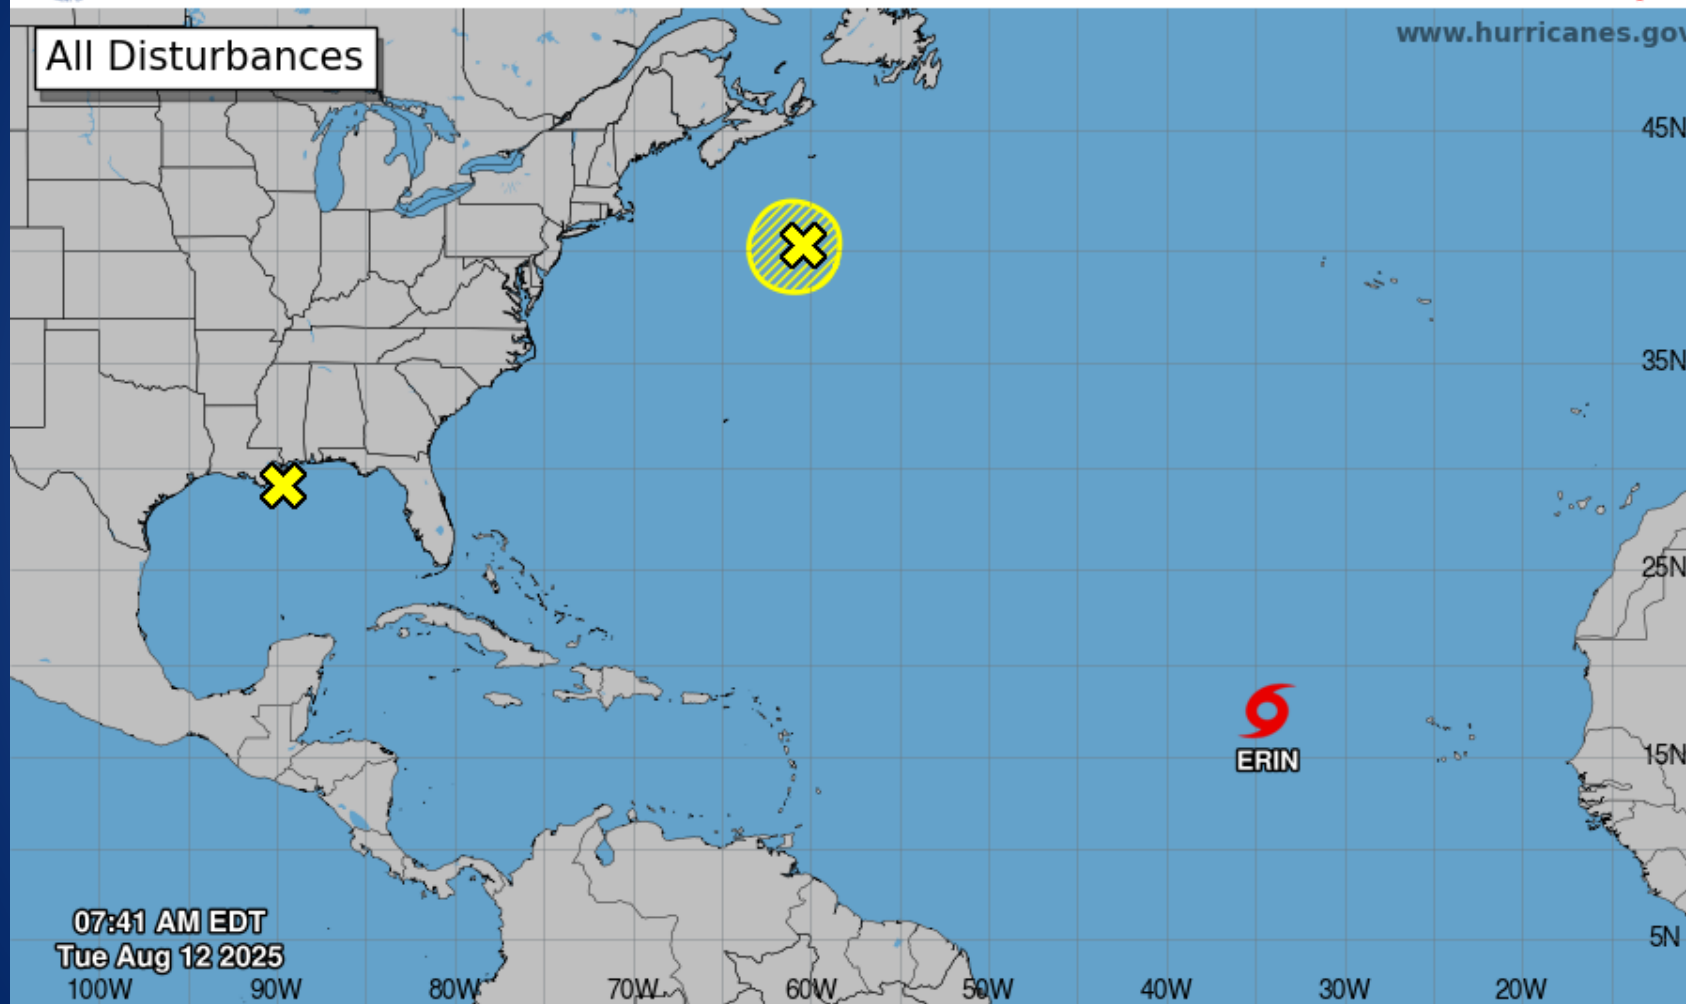 All Disturbances
www.hurricanes.gov
45N
35N
25N
ERIN
15N
07:41 AM EDT
Tue Aug 12 2025
5N
100W 90W 80W 70W 60W 50W 40W 30W 20W